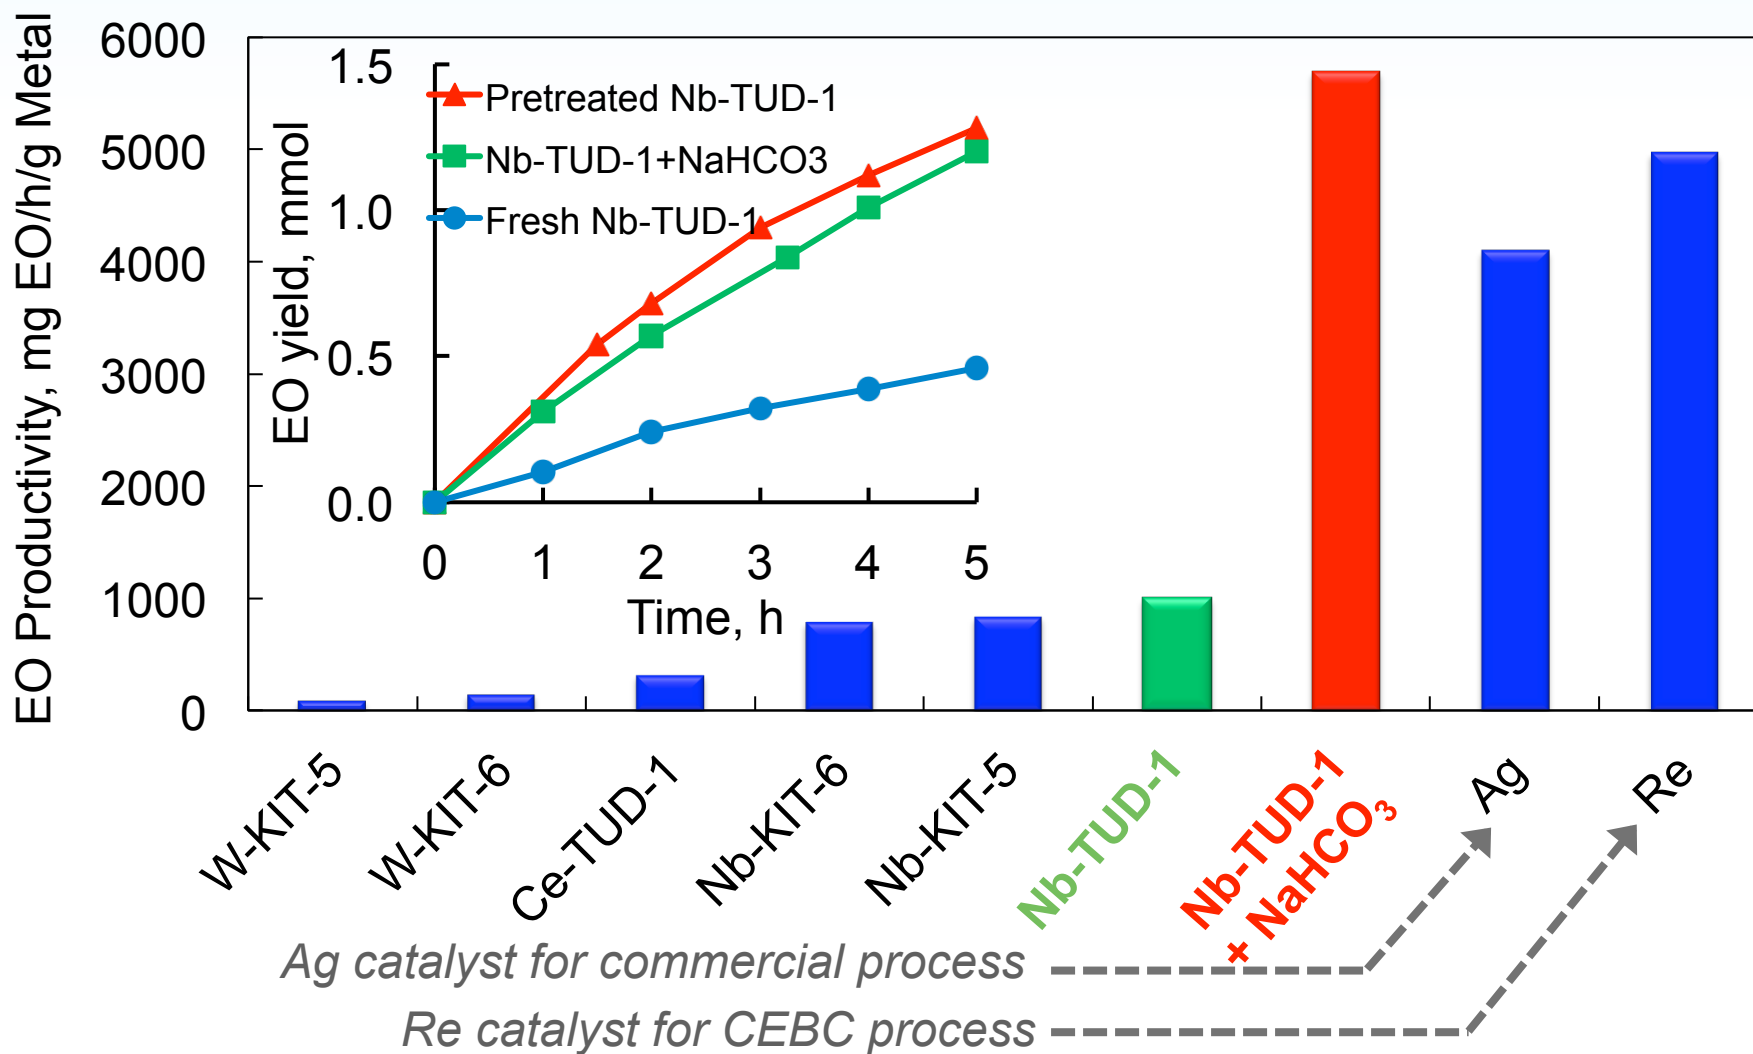 EO Productivity, mg EO/h/g Metal
6000
5000
4000
3000
2000
1000
0
EO yield, mmol
1.5
1.0
0.5
0.0
Pretreated Nb-TUD-1
Nb-TUD-1+NaHCO3
Fresh Nb-TUD-1
0 1 2 3 4 5
Time, h
W-KIT-5
W-KIT-6
Ce-TUD-1
Nb-KIT-6
Nb-KIT-5
Nb-TUD-1
Nb-TUD-1
+ NaHCO₃
Ag
Re
Ag catalyst for commercial process
Re catalyst for CEBC process